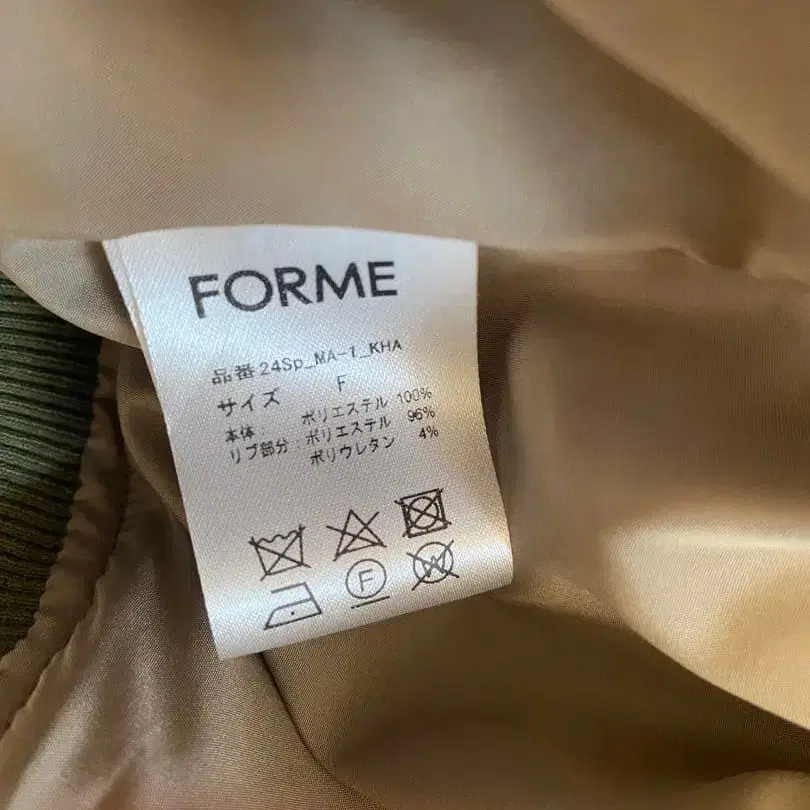 FORME
品番 24Sp_MA-1_KHA
サイズ F
本体: ポリエステル 100%
リブ部分: ポリエステル 96%
ポリウレタン 4%
F W